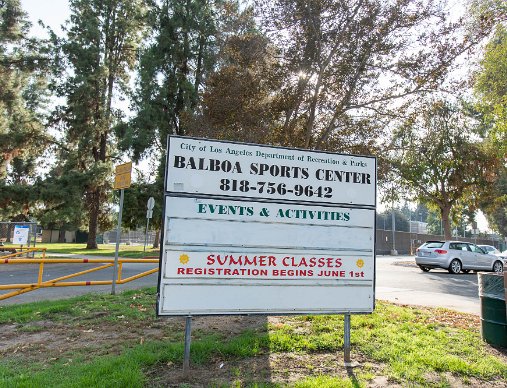 City of Los Angeles Department of Recreation & Parks
BALBOA SPORTS CENTER
818-756-9642
EVENTS & ACTIVITIES
SUMMER CLASSES
REGISTRATION BEGINS JUNE 1st